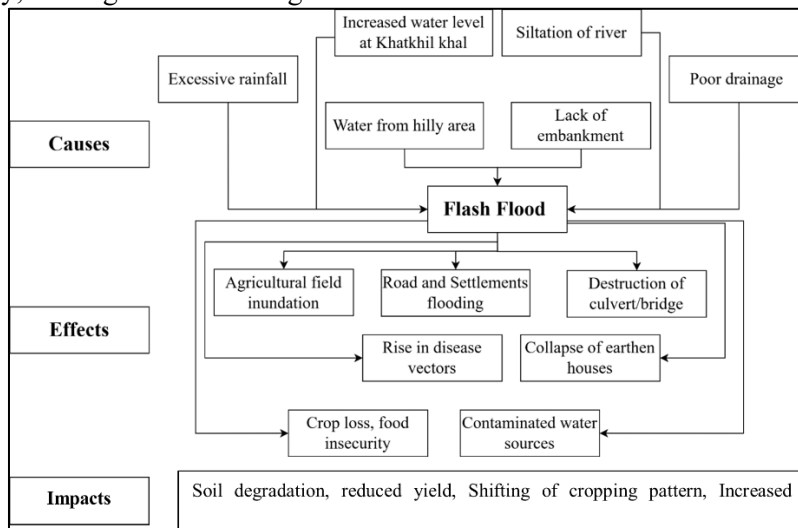 Increased water level
at Khatkhil khal
Siltation of river
Excessive rainfall
Poor drainage
Causes
Water from hilly area
Lack of
embankment
Flash Flood
Agricultural field
inundation
Road and Settlements
flooding
Destruction of
culvert/bridge
Effects
Rise in disease
vectors
Collapse of earthen
houses
Crop loss, food
insecurity
Contaminated water
sources
Impacts
Soil degradation, reduced yield, Shifting of cropping pattern, Increased